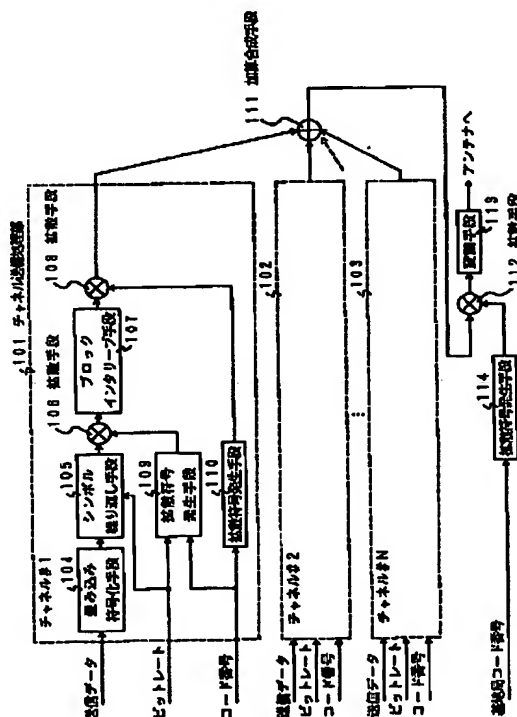 101 チャネル送信処理部
チャネル#1
104
畳み込み
符号化手段
105
シンボル
繰り返し手段
106 拡散手段
ブロック
インタリーブ手段
107
108 拡散手段
109
拡散符号
発生手段
110
拡散符号発生手段
送信データ
ビットレート
コード番号
111 加算合成手段
102
チャネル#2
送信データ
ビットレート
コード番号
103
チャネル#N
送信データ
ビットレート
コード番号
基地局コード番号
114
拡散符号発生手段
112 拡散手段
変調手段
113
アンテナへ